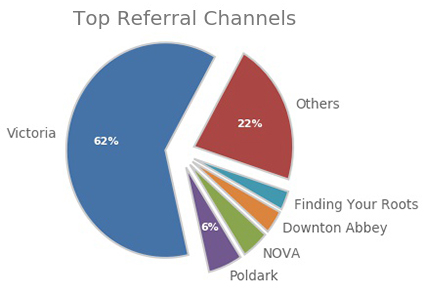 Top Referral Channels
Others
22%
Victoria
62%
Finding Your Roots
Downton Abbey
6%
NOVA
Poldark